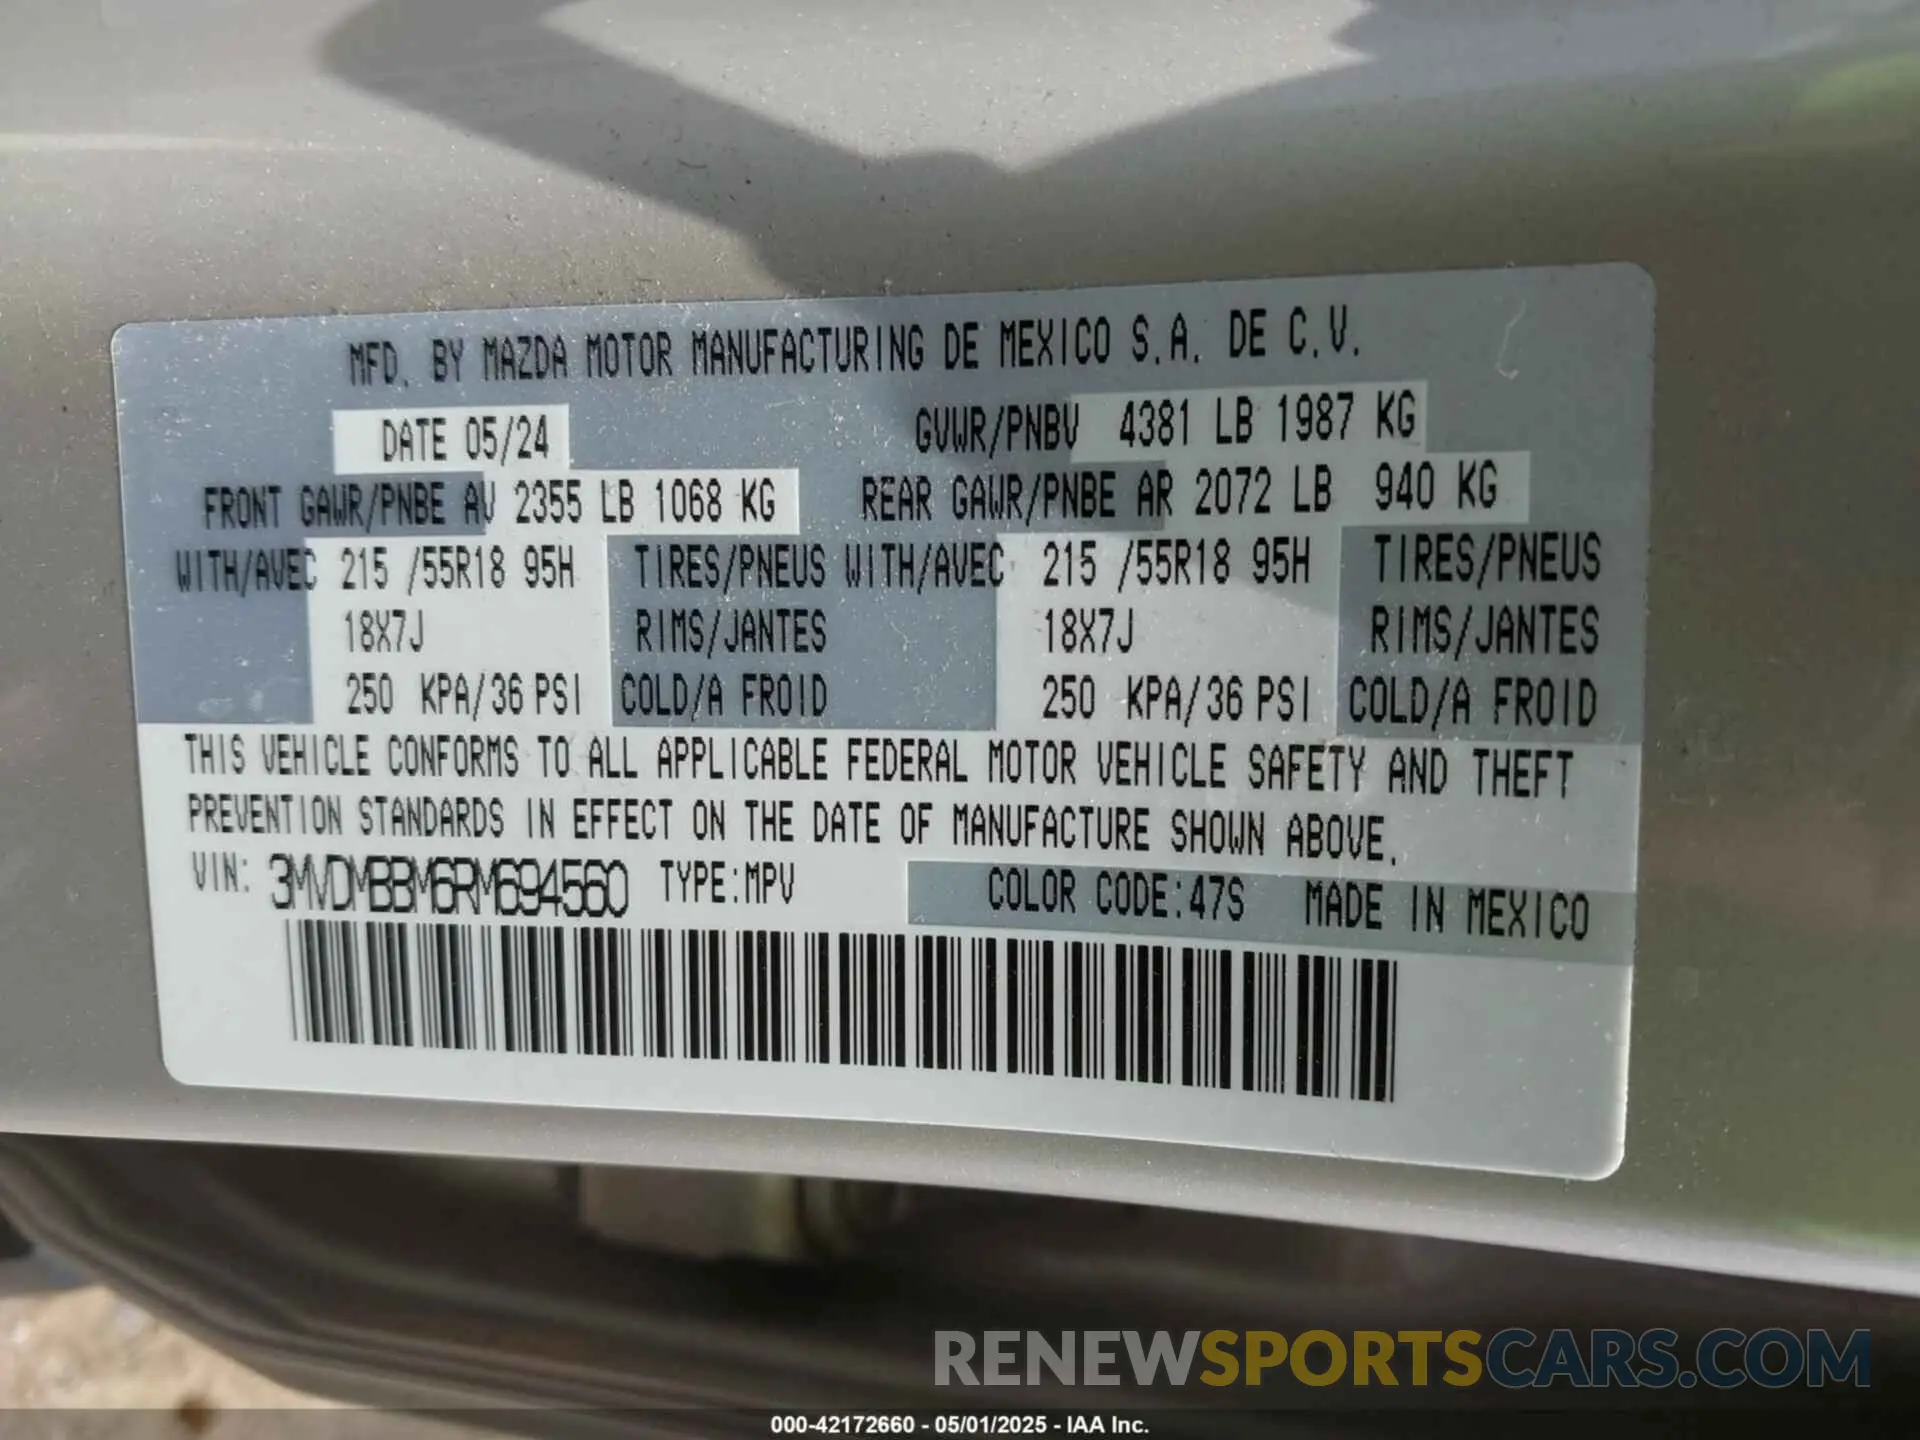 MFD. BY MAZDA MOTOR MANUFACTURING DE MEXICO S.A. DE C.V.
DATE 05/24 GVWR/PNBV 4381 LB 1987 KG
FRONT GAWR/PNBE AV 2355 LB 1068 KG REAR GAWR/PNBE AR 2072 LB 940 KG
WITH/AVEC 215 /55R18 95H TIRES/PNEUS WITH/AVEC 215 /55R18 95H TIRES/PNEUS
18X7J RIMS/JANTES 18X7J RIMS/JANTES
250 KPA/36 PSI COLD/A FROID 250 KPA/36 PSI COLD/A FROID
THIS VEHICLE CONFORMS TO ALL APPLICABLE FEDERAL MOTOR VEHICLE SAFETY AND THEFT
PREVENTION STANDARDS IN EFFECT ON THE DATE OF MANUFACTURE SHOWN ABOVE.
VIN: 3MVDMBBM6RM694560 TYPE:MPV COLOR CODE:47S MADE IN MEXICO
RENEWSPORTSCARS.COM
000-42172660 - 05/01/2025 - IAA Inc.